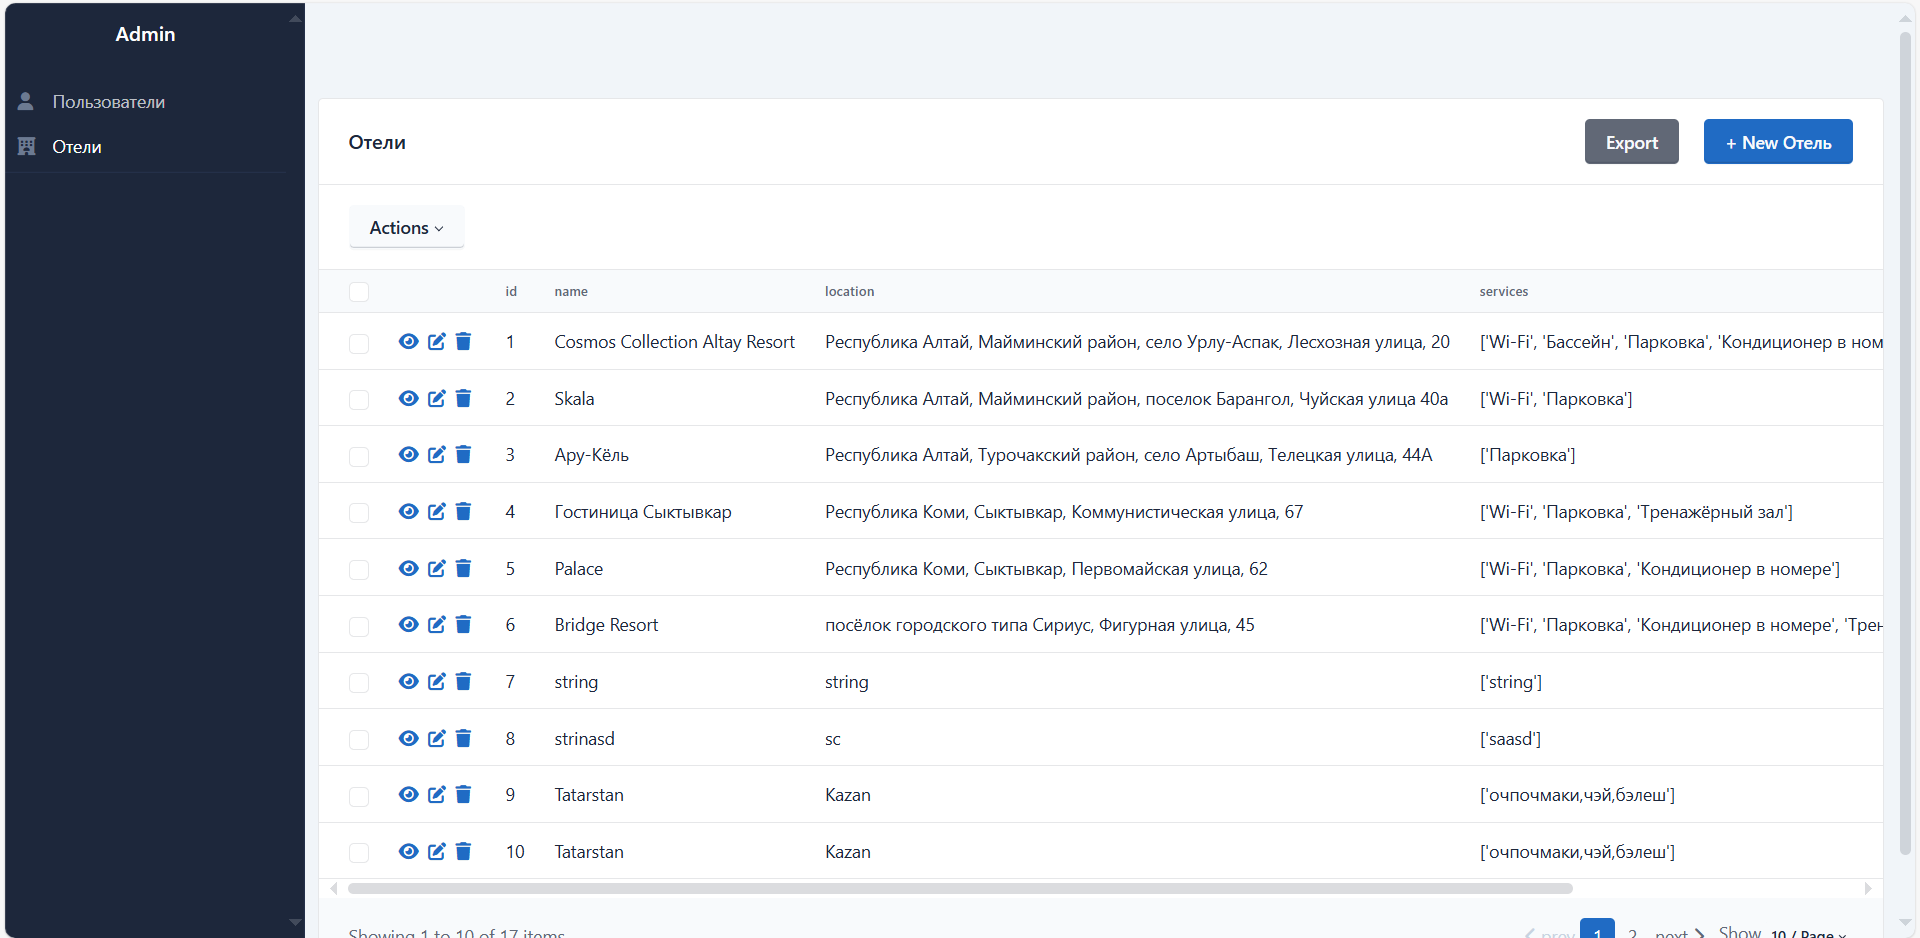 Admin
Пользователи
Отели
Отели
Export
+ New Отель
Actions
id name location services
1 Cosmos Collection Altay Resort Республика Алтай, Майминский район, село Урлу-Аспак, Лесхозная улица, 20 ['Wi-Fi', 'Бассейн', 'Парковка', 'Кондиционер в ном
2 Skala Республика Алтай, Майминский район, поселок Барангол, Чуйская улица 40а ['Wi-Fi', 'Парковка']
3 Ару-Кёль Республика Алтай, Турочакский район, село Артыбаш, Телецкая улица, 44А ['Парковка']
4 Гостиница Сыктывкар Республика Коми, Сыктывкар, Коммунистическая улица, 67 ['Wi-Fi', 'Парковка', 'Тренажёрный зал']
5 Palace Республика Коми, Сыктывкар, Первомайская улица, 62 ['Wi-Fi', 'Парковка', 'Кондиционер в номере']
6 Bridge Resort посёлок городского типа Сириус, Фигурная улица, 45 ['Wi-Fi', 'Парковка', 'Кондиционер в номере', 'Трен
7 string string ['string']
8 strinasd sc ['saasd']
9 Tatarstan Kazan ['очпочмаки,чэй,бэлеш']
10 Tatarstan Kazan ['очпочмаки,чэй,бэлеш']
Showing 1 to 10 of 17 items prev 1 2 next Show 10 / Page